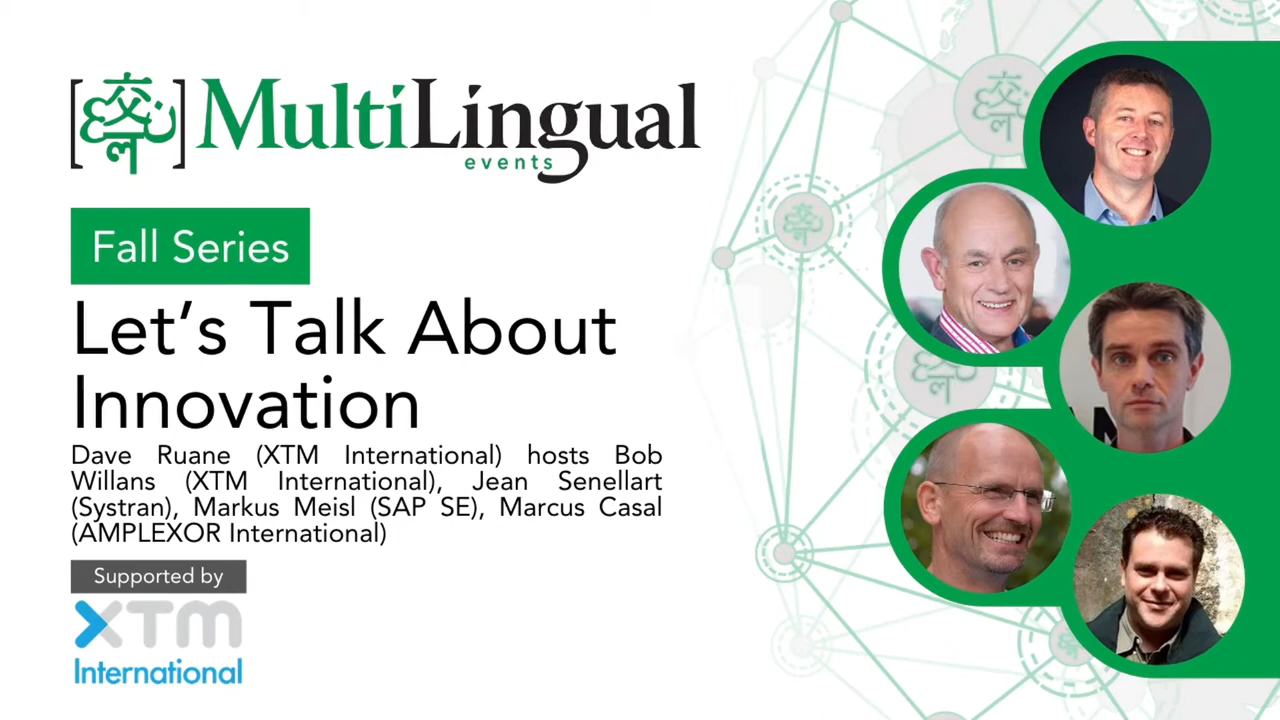 MultiLingual
events
Fall Series
Let’s Talk About
Innovation
Dave Ruane (XTM International) hosts Bob
Willans (XTM International), Jean Senellart
(Systran), Markus Meisl (SAP SE), Marcus Casal
(AMPLEXOR International)
Supported by
XTM
International